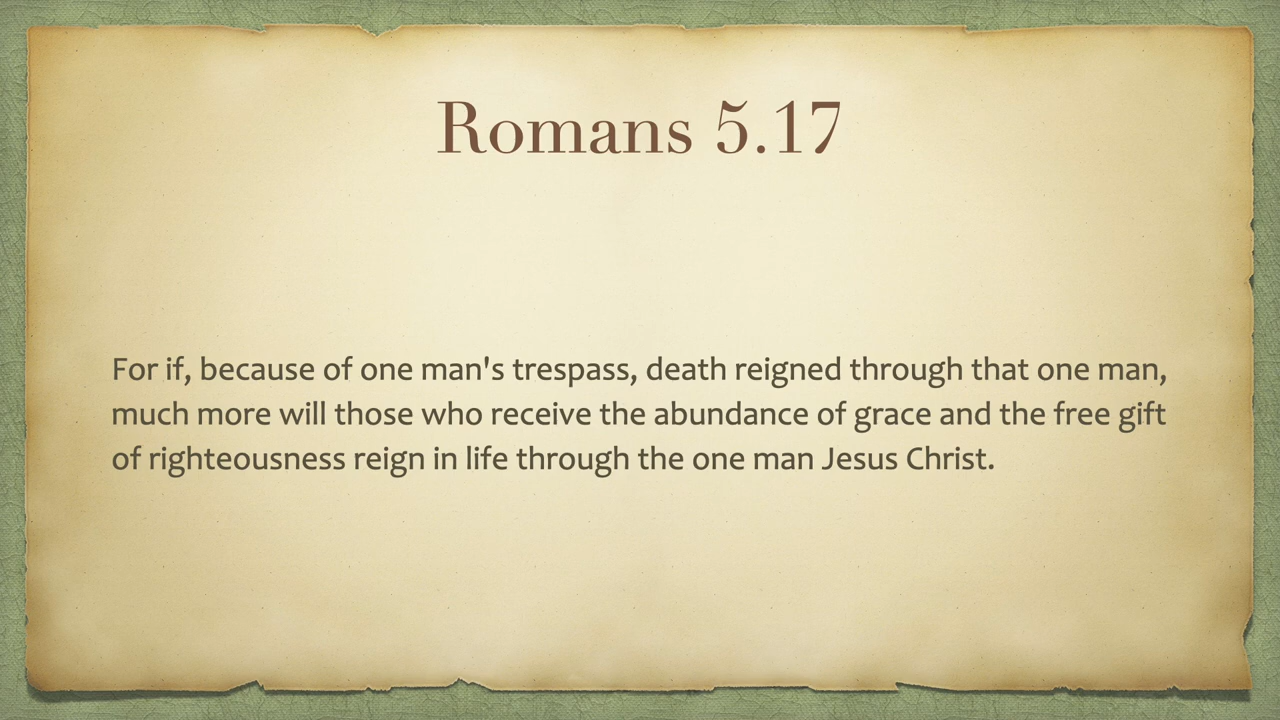 Romans 5.17
For if, because of one man's trespass, death reigned through that one man,
much more will those who receive the abundance of grace and the free gift
of righteousness reign in life through the one man Jesus Christ.